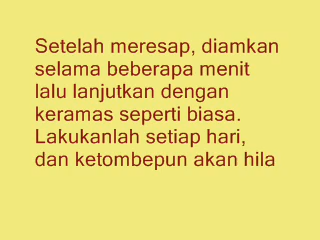 Setelah meresap, diamkan
selama beberapa menit
lalu lanjutkan dengan
keramas seperti biasa.
Lakukanlah setiap hari,
dan ketombepun akan hila